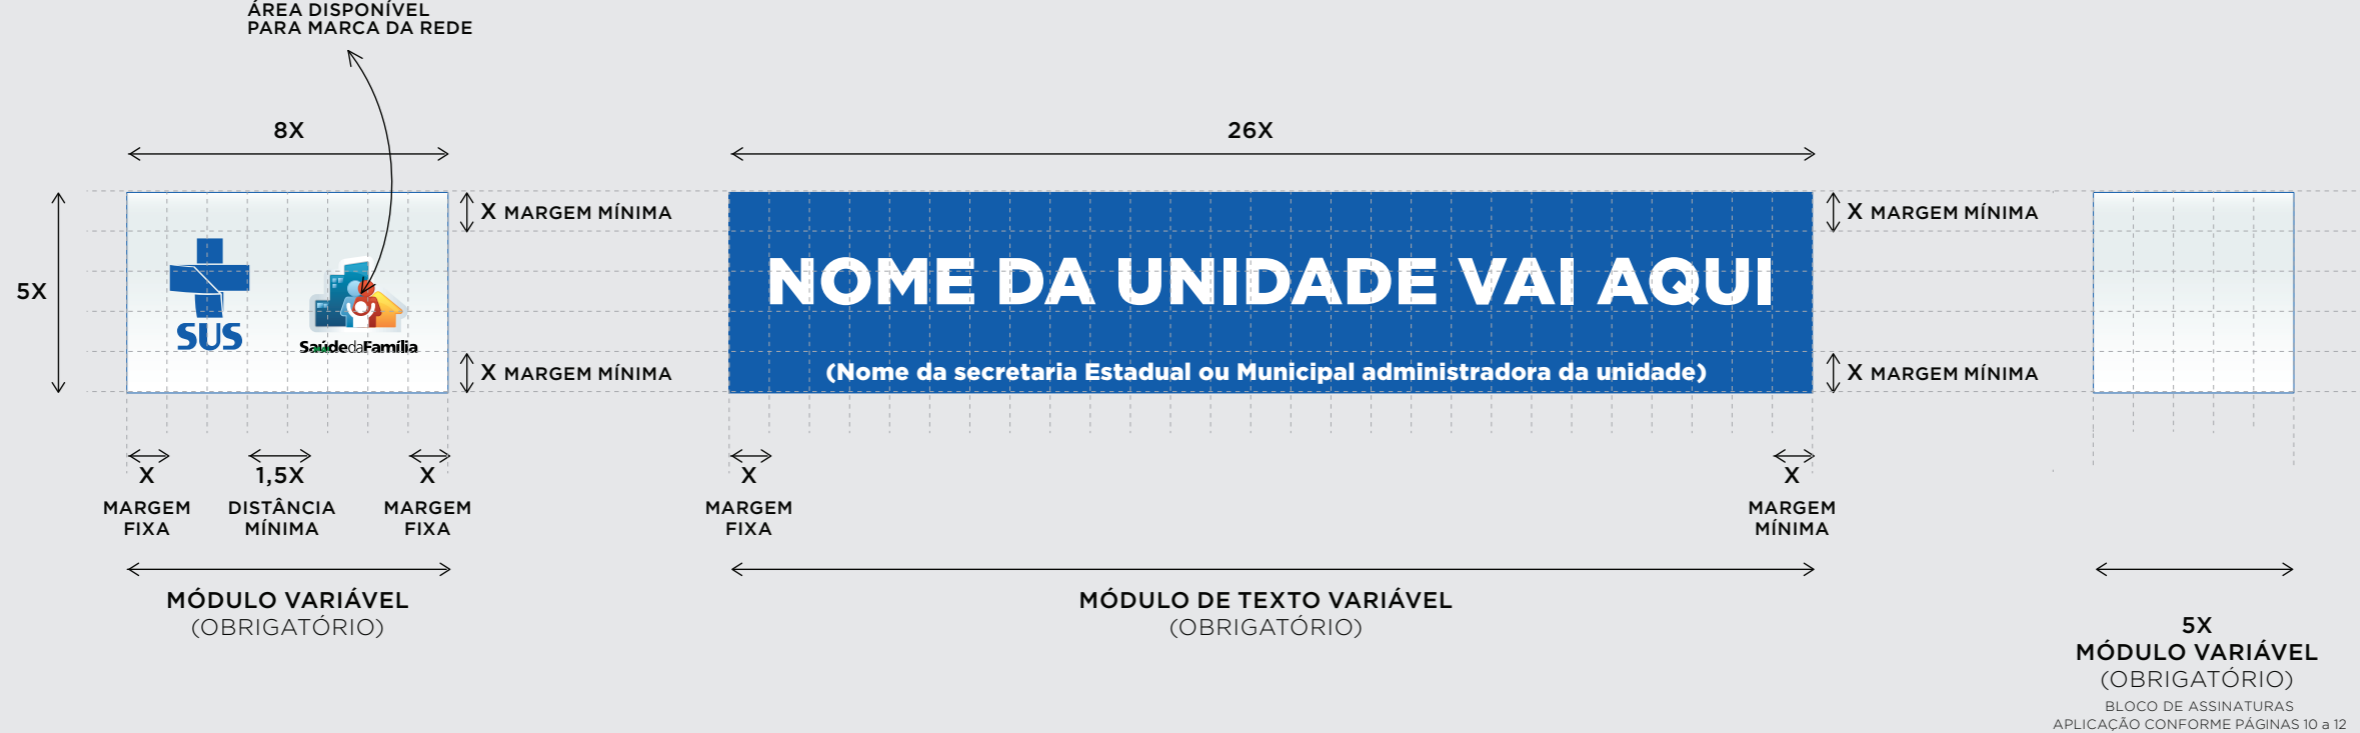 ÁREA DISPONÍVEL
PARA MARCA DA REDE
8X
26X
5X
X MARGEM MÍNIMA
X MARGEM MÍNIMA
SUS
SaúdedaFamília
NOME DA UNIDADE VAI AQUI
(Nome da secretaria Estadual ou Municipal administradora da unidade)
X MARGEM MÍNIMA
X MARGEM MÍNIMA
X
MARGEM
FIXA
1,5X
DISTÂNCIA
MÍNIMA
X
MARGEM
FIXA
X
MARGEM
FIXA
X
MARGEM
MÍNIMA
MÓDULO VARIÁVEL
(OBRIGATÓRIO)
MÓDULO DE TEXTO VARIÁVEL
(OBRIGATÓRIO)
5X
MÓDULO VARIÁVEL
(OBRIGATÓRIO)
BLOCO DE ASSINATURAS
APLICAÇÃO CONFORME PÁGINAS 10 a 12